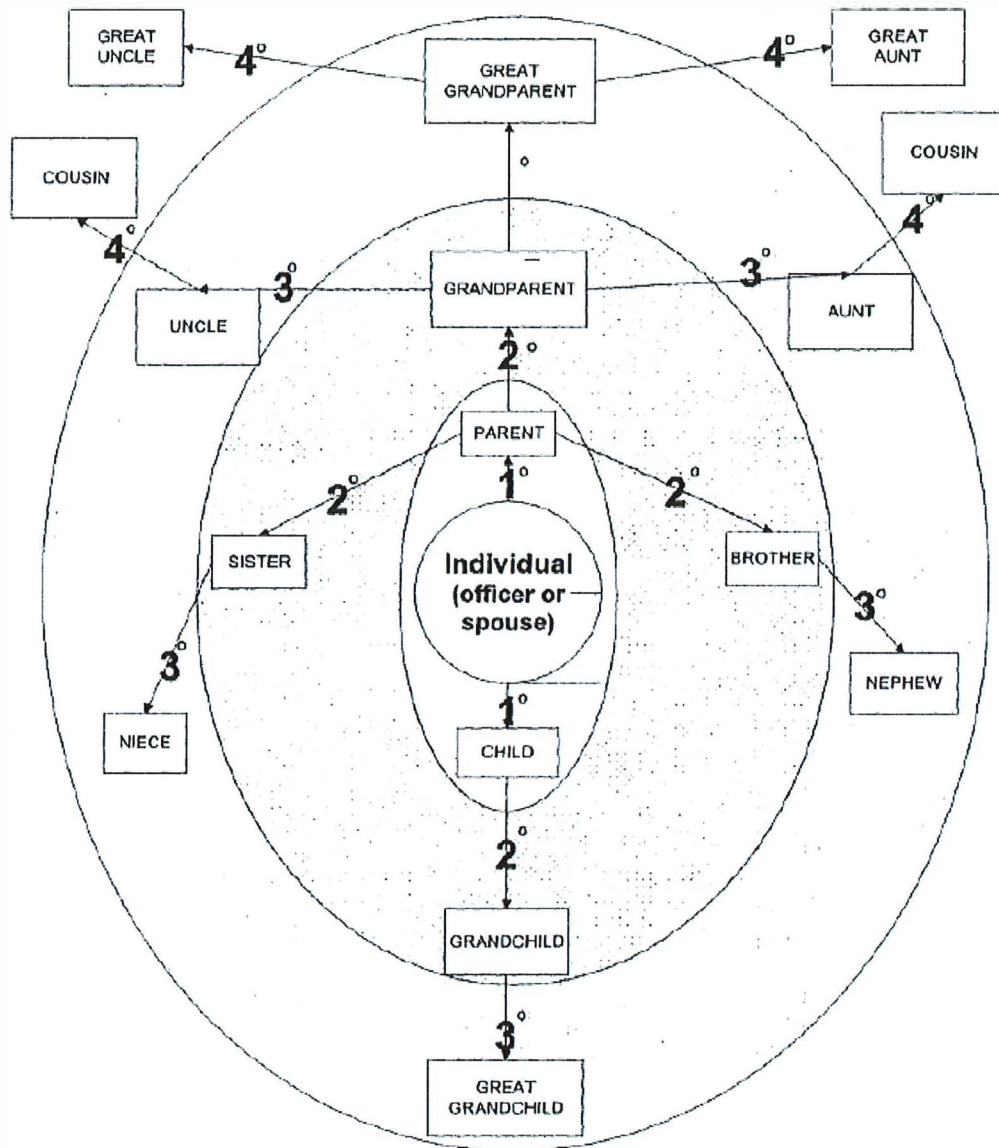 GREAT
UNCLE
4°
GREAT
GRANDPARENT
4°
GREAT
AUNT
COUSIN
°
COUSIN
4°
4°
UNCLE
3°
GRANDPARENT
3°
AUNT
2°
PARENT
1°
2°
2°
SISTER
Individual
(officer or
spouse)
BROTHER
3°
3°
NIECE
NEPHEW
1°
CHILD
2°
GRANDCHILD
3°
GREAT
GRANDCHILD